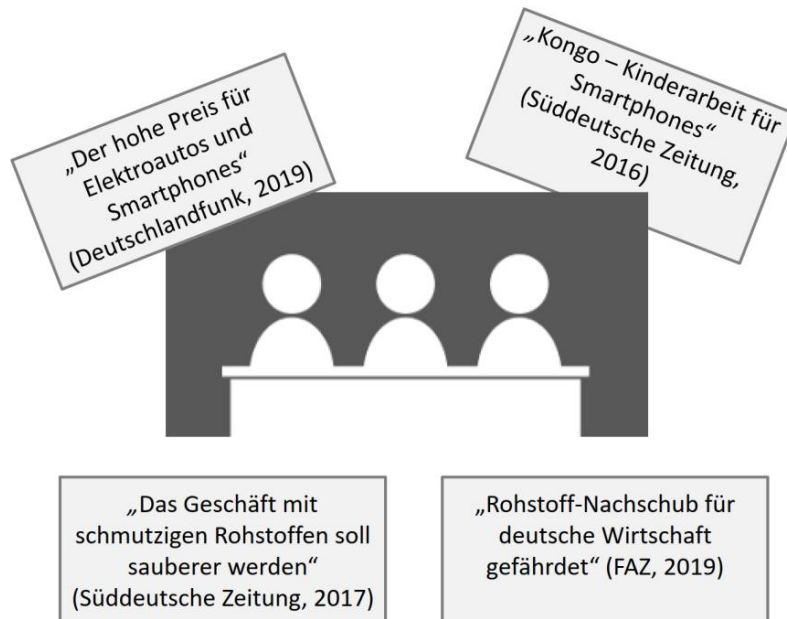 „Der hohe Preis für
Elektroautos und
Smartphones“
(Deutschlandfunk, 2019)
„Kongo – Kinderarbeit für
Smartphones“
(Süddeutsche Zeitung,
2016)
„Das Geschäft mit
schmutzigen Rohstoffen soll
sauberer werden“
(Süddeutsche Zeitung, 2017)
„Rohstoff-Nachschub für
deutsche Wirtschaft
gefährdet“ (FAZ, 2019)